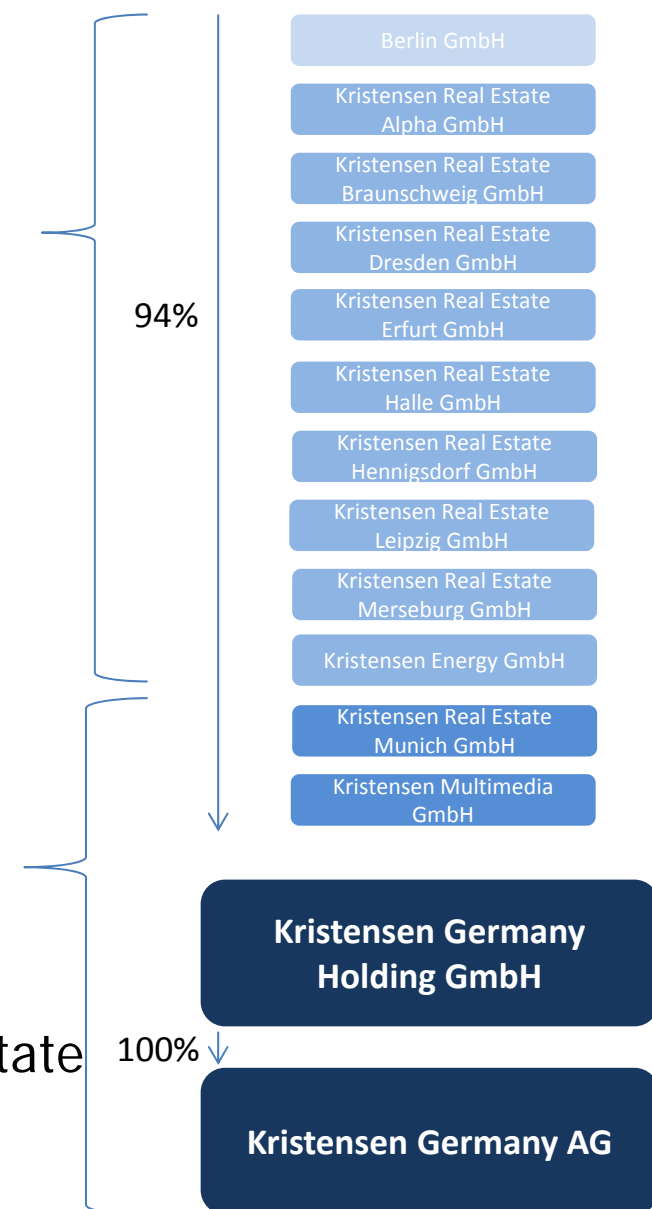 Berlin GmbH
Kristensen Real Estate
Alpha GmbH
Kristensen Real Estate
Braunschweig GmbH
Kristensen Real Estate
Dresden GmbH
94%
Kristensen Real Estate
Erfurt GmbH
Kristensen Real Estate
Halle GmbH
Kristensen Real Estate
Hennigsdorf GmbH
Kristensen Real Estate
Leipzig GmbH
Kristensen Real Estate
Merseburg GmbH
Kristensen Energy GmbH
Kristensen Real Estate
Munich GmbH
Kristensen Multimedia
GmbH
Kristensen Germany
Holding GmbH
tate
100%
Kristensen Germany AG